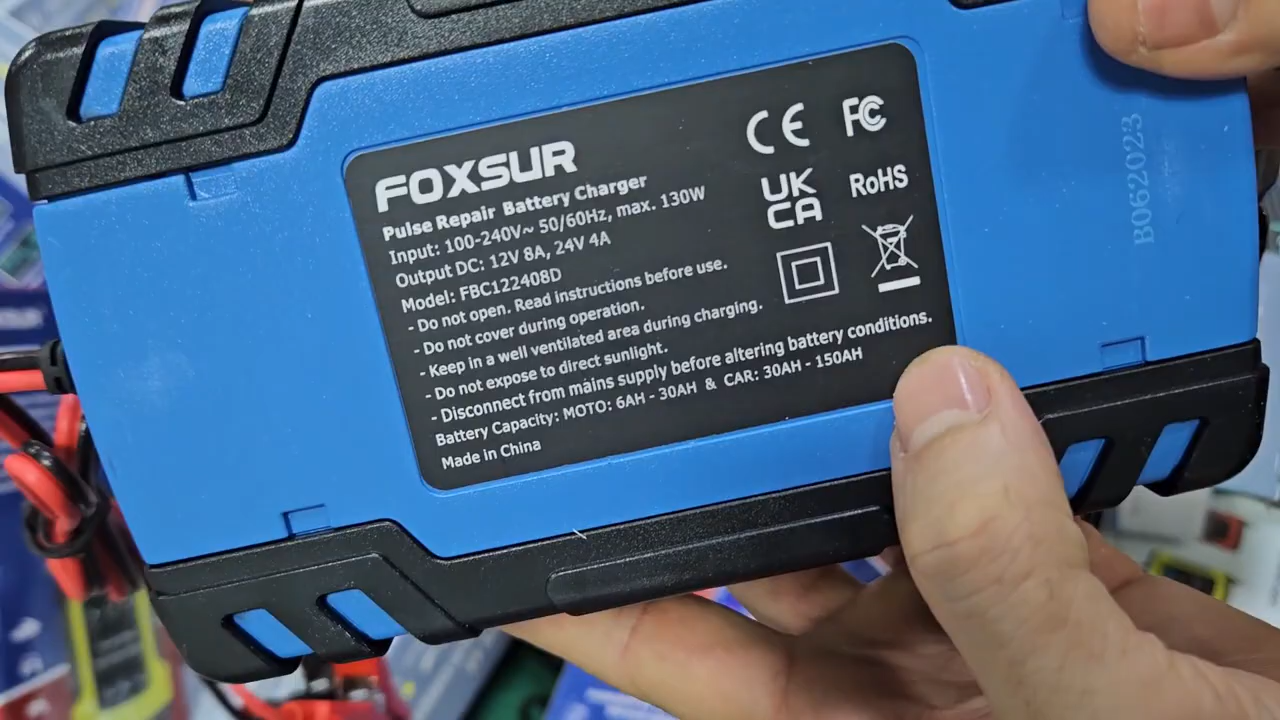 FOXSUR
Pulse Repair Battery Charger
Input: 100-240V~ 50/60Hz, max. 130W
Output DC: 12V 8A, 24V 4A
Model: FBC122408D
- Do not open. Read instructions before use.
- Do not cover during operation.
- Keep in a well ventilated area during charging.
- Do not expose to direct sunlight.
- Disconnect from mains supply before altering battery conditions.
Battery Capacity: MOTO: 6AH - 30AH & CAR: 30AH - 150AH
Made in China
CE
FC
UK
CA
RoHS
B062023